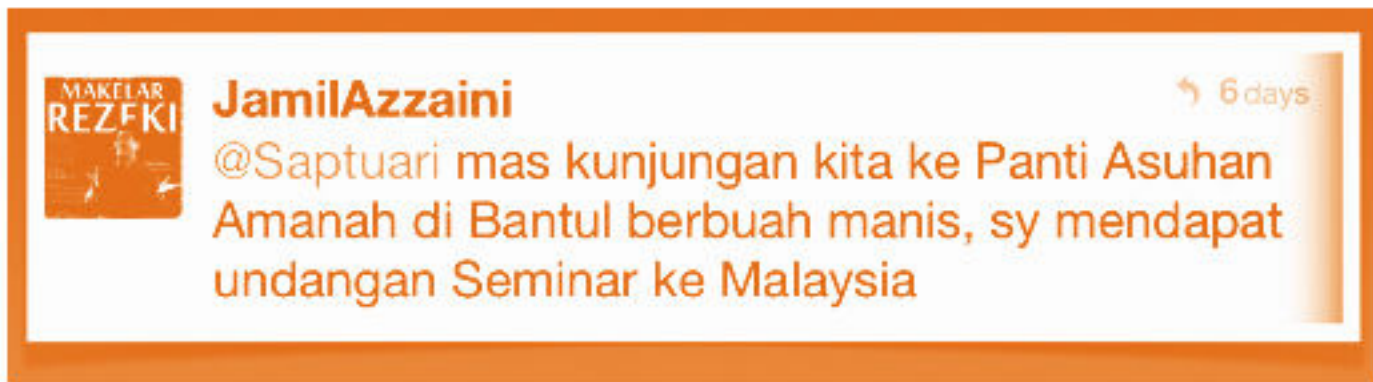 MAKELAR
REZEKI
JamilAzzaini
6 days
@Saptuari mas kunjungan kita ke Panti Asuhan
Amanah di Bantul berbuah manis, sy mendapat
undangan Seminar ke Malaysia